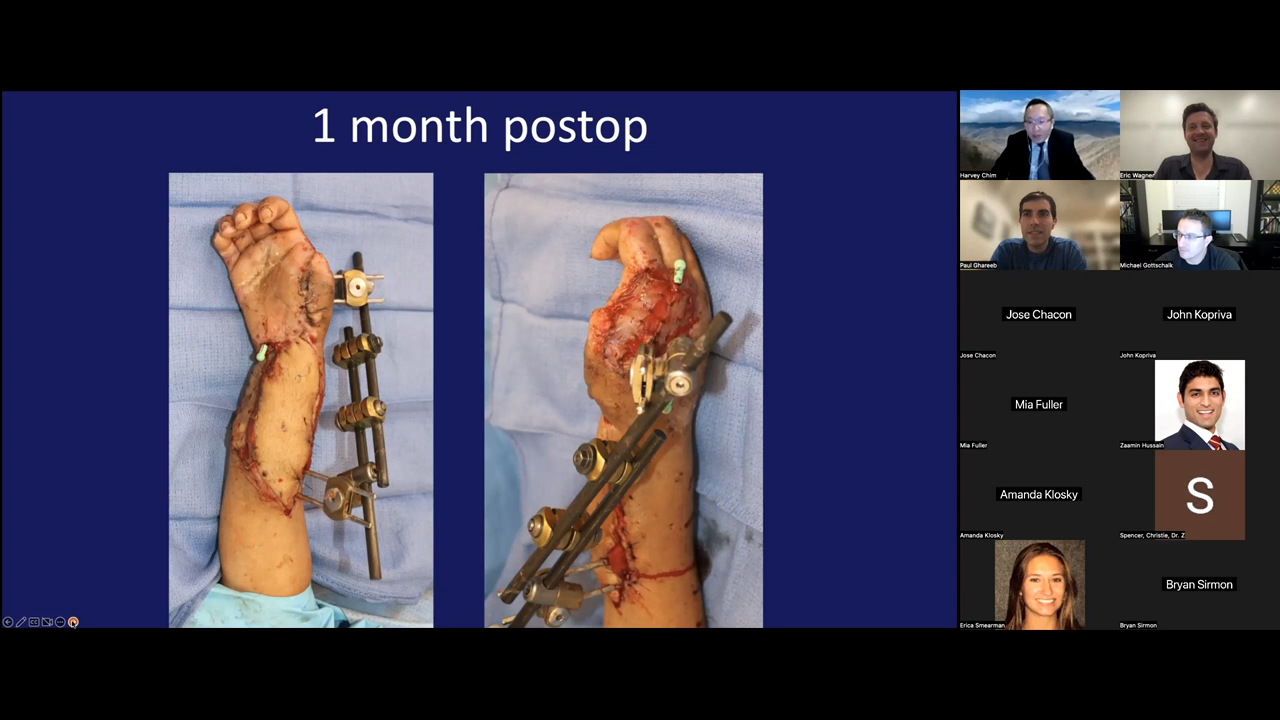 1 month postop
Harvey Chim
Eric Wagner
Paul Ghareeb
Michael Gottschalk
Jose Chacon
Jose Chacon
John Kopriva
John Kopriva
Mia Fuller
Mia Fuller
Zaamin Hussain
Amanda Klosky
Amanda Klosky
S
Spencer, Christie, Dr. Z
Erica Smearman
Bryan Sirmon
Bryan Sirmon